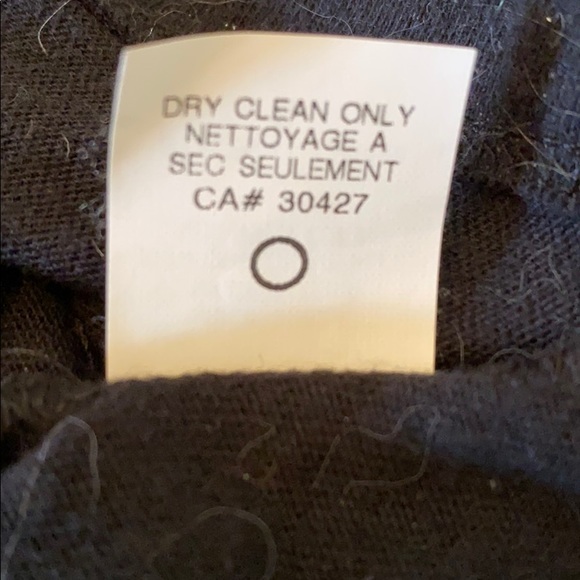 DRY CLEAN ONLY
NETTOYAGE A
SEC SEULEMENT
CA# 30427